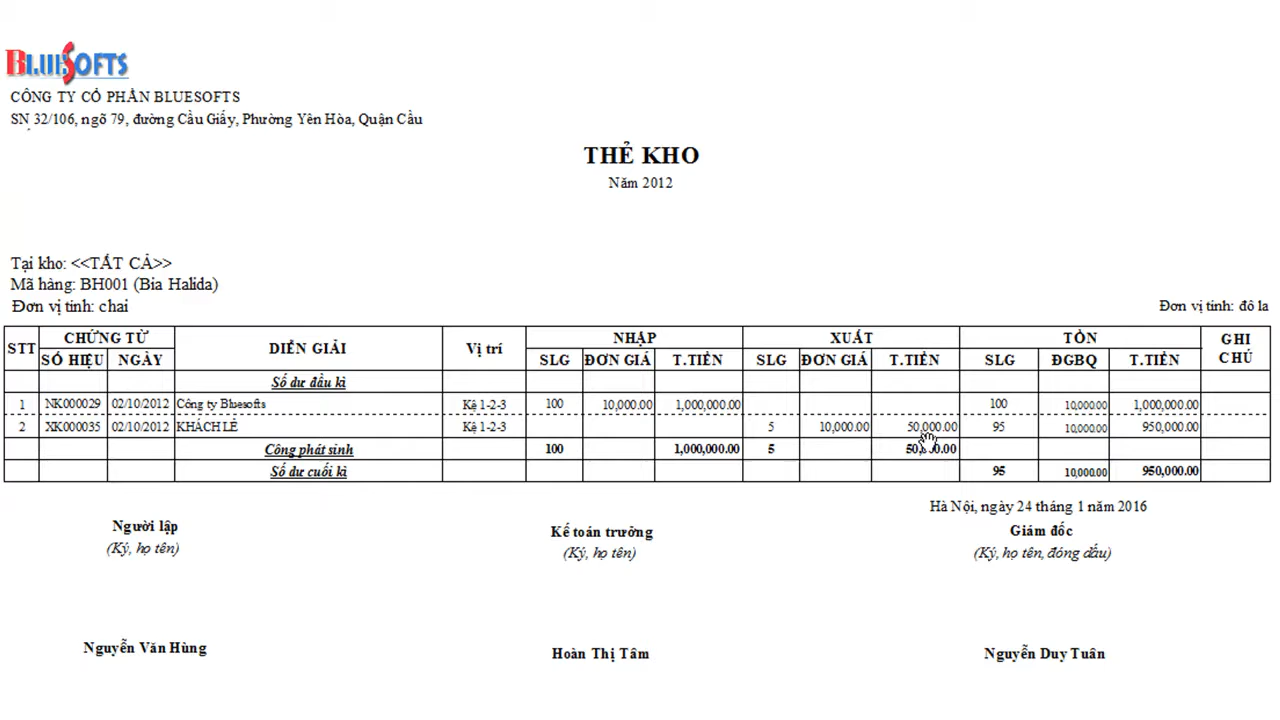 BLUESOFTS
CÔNG TY CỔ PHẦN BLUESOFTS
SN 32/106, ngõ 79, đường Cầu Giấy, Phường Yên Hòa, Quận Cầu
THẺ KHO
Năm 2012
Tại kho: <<TẤT CẢ>>
Mã hàng: BH001 (Bia Halida)
Đơn vị tính: chai
Đơn vị tính: đô la
STT CHỨNG TỪ DIỄN GIẢI Vị trí NHẬP XUẤT TỒN GHI CHÚ
SỐ HIỆU NGÀY SLG ĐƠN GIÁ T.TIỀN SLG ĐƠN GIÁ T.TIỀN SLG ĐGBQ T.TIỀN
Số dư đầu kì
1 NK000029 02/10/2012 Công ty Bluesofts Kệ 1-2-3 100 10,000.00 1,000,000.00 100 10,000.00 1,000,000.00
2 XK000035 02/10/2012 KHÁCH LẺ Kệ 1-2-3 5 10,000.00 50,000.00 95 10,000.00 950,000.00
Cộng phát sinh 100 1,000,000.00 5 50,000.00
Số dư cuối kì 95 10,000.00 950,000.00
Hà Nội, ngày 24 tháng 1 năm 2016
Người lập Kế toán trưởng Giám đốc
(Ký, họ tên) (Ký, họ tên) (Ký, họ tên, đóng dấu)
Nguyễn Văn Hùng Hoàn Thị Tâm Nguyễn Duy Tuân